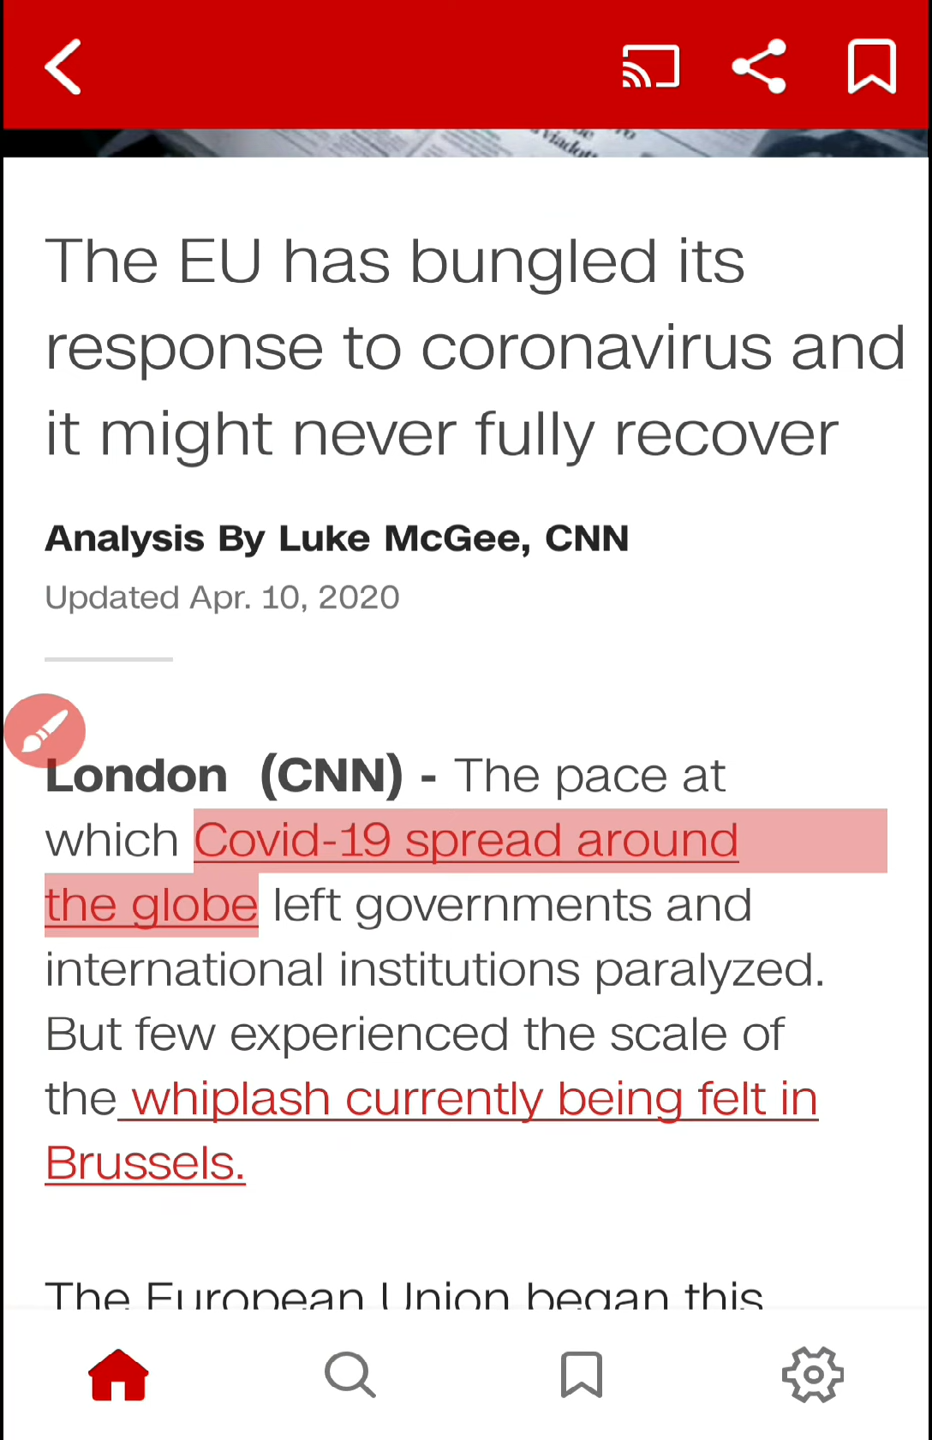 The EU has bungled its
response to coronavirus and
it might never fully recover
Analysis By Luke McGee, CNN
Updated Apr. 10, 2020
London (CNN) - The pace at
which Covid-19 spread around
the globe left governments and
international institutions paralyzed.
But few experienced the scale of
the whiplash currently being felt in
Brussels.
The European Union began this